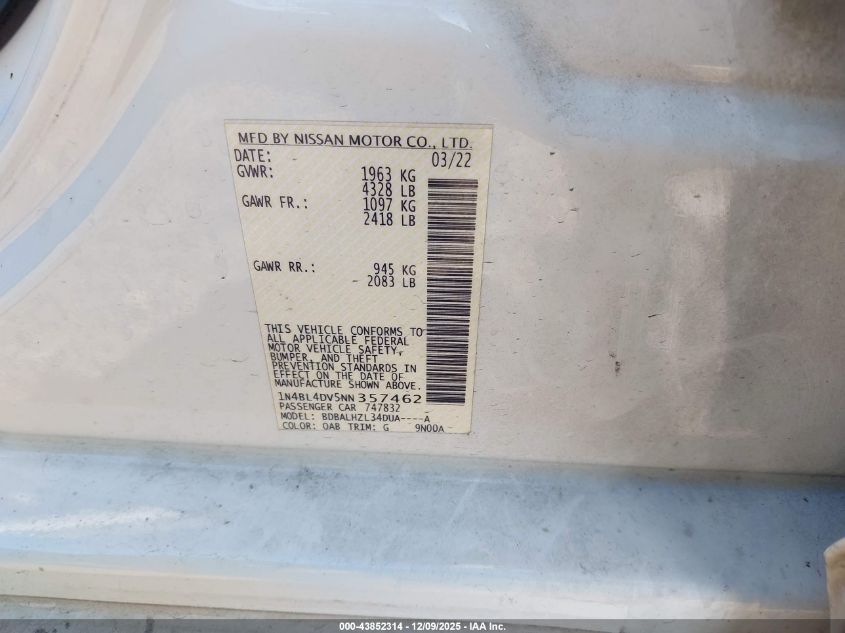 MFD BY NISSAN MOTOR CO., LTD.
DATE: 03/22
GVWR: 1963 KG
4328 LB
GAWR FR.: 1097 KG
2418 LB
GAWR RR.: 945 KG
2083 LB
THIS VEHICLE CONFORMS TO
ALL APPLICABLE FEDERAL
MOTOR VEHICLE SAFETY,
BUMPER, AND THEFT
PREVENTION STANDARDS IN
EFFECT ON THE DATE OF
MANUFACTURE SHOWN ABOVE.
1N4BL4DV5NN357462
PASSENGER CAR 747832
MODEL: BDBALHZL34DUA----A
COLOR: QAB TRIM: G 9N00A
000-43852314 - 12/09/2025 - IAA Inc.